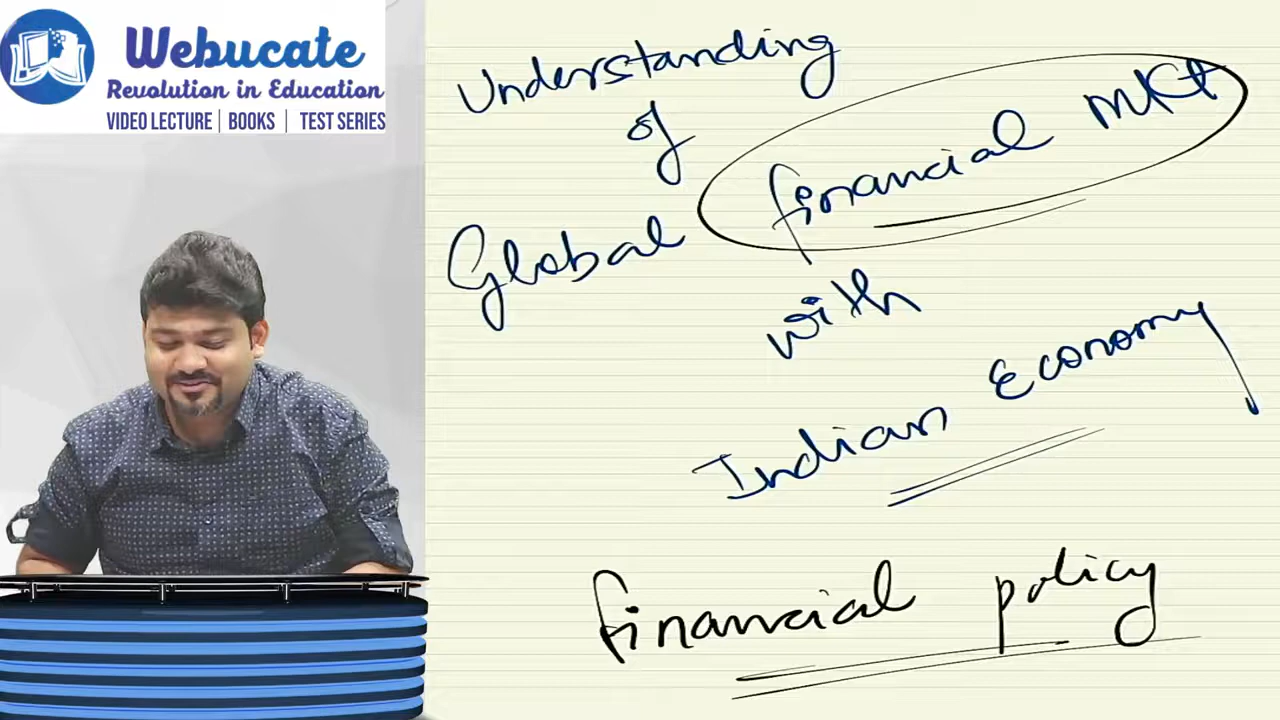 Webucate
Revolution in Education
VIDEO LECTURE | BOOKS | TEST SERIES
Understanding
of
Global financial mkt
with
Indian Economy
financial policy